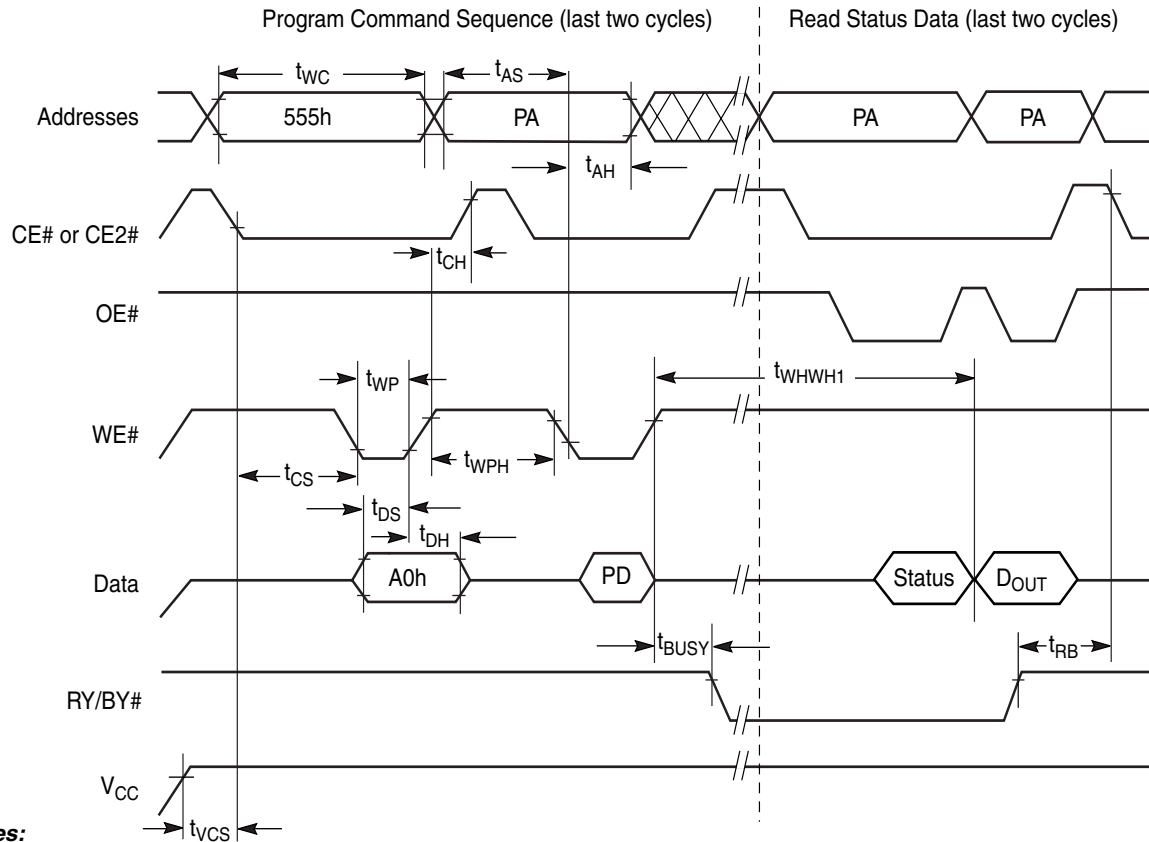 Program Command Sequence (last two cycles)
Read Status Data (last two cycles)
tWC
tAS
Addresses
555h
PA
PA
PA
tAH
CE# or CE2#
tCH
OE#
tWP
tWHWH1
WE#
tCS
tWPH
tDS
tDH
Data
A0h
PD
Status
DOUT
tBUSY
tRB
RY/BY#
VCC
tVCS
es: